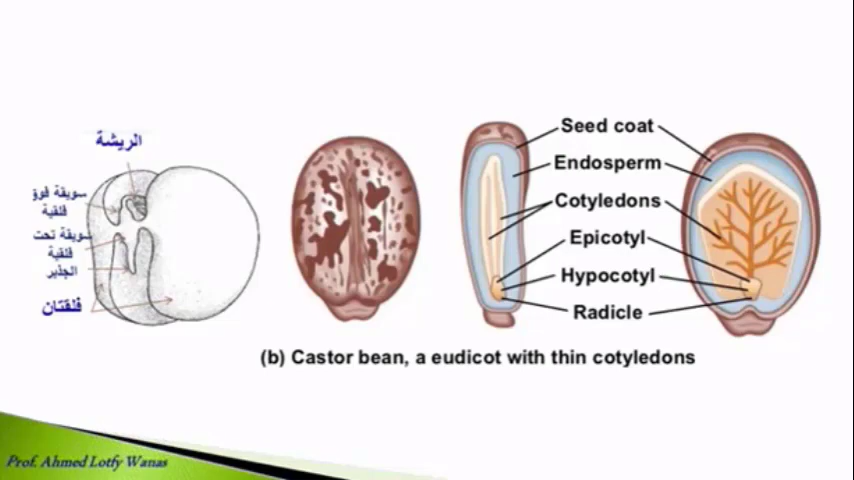 الريشة
سويقة فوق
فلقية
سويقة تحت
فلقية
الجذير
فلقتان
Seed coat
Endosperm
Cotyledons
Epicotyl
Hypocotyl
Radicle
(b) Castor bean, a eudicot with thin cotyledons
Prof. Ahmed Lotfy Wanas